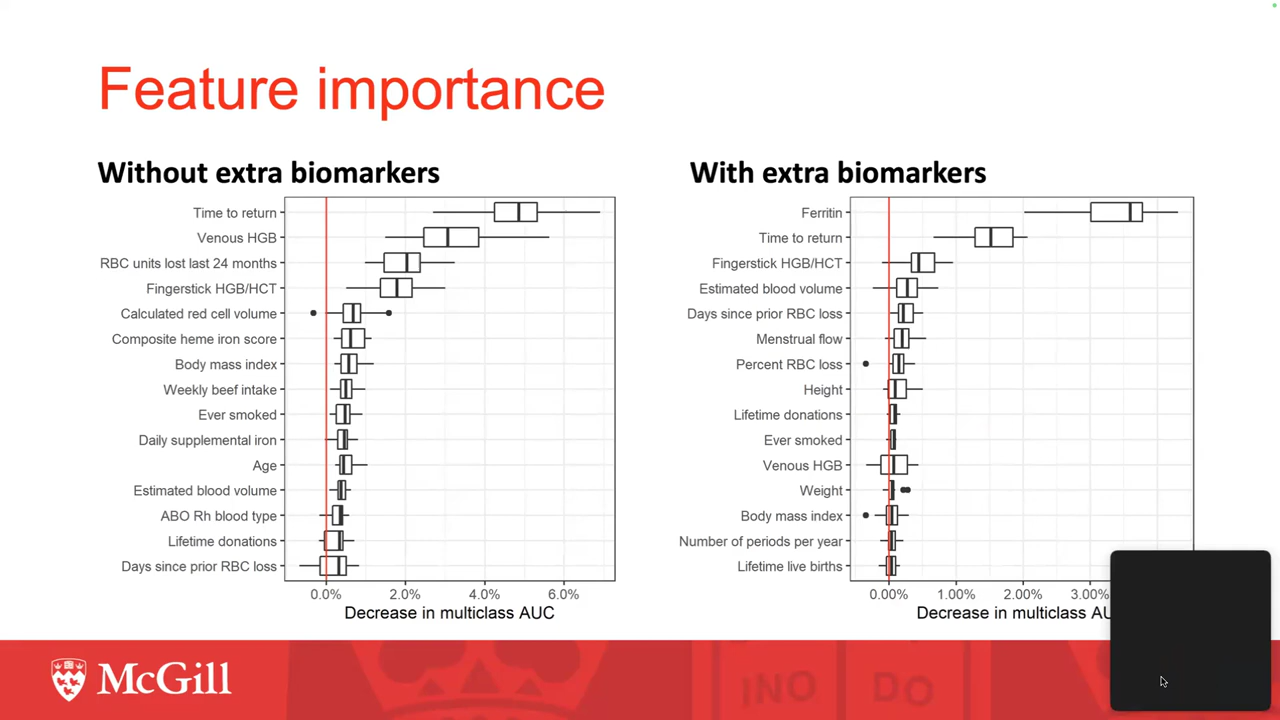 Feature importance
Without extra biomarkers
Time to return
Venous HGB
RBC units lost last 24 months
Fingerstick HGB/HCT
Calculated red cell volume
Composite heme iron score
Body mass index
Weekly beef intake
Ever smoked
Daily supplemental iron
Age
Estimated blood volume
ABO Rh blood type
Lifetime donations
Days since prior RBC loss
0.0% 2.0% 4.0% 6.0%
Decrease in multiclass AUC
With extra biomarkers
Ferritin
Time to return
Fingerstick HGB/HCT
Estimated blood volume
Days since prior RBC loss
Menstrual flow
Percent RBC loss
Height
Lifetime donations
Ever smoked
Venous HGB
Weight
Body mass index
Number of periods per year
Lifetime live births
0.00% 1.00% 2.00% 3.00%
Decrease in multiclass
McGill
INO DO